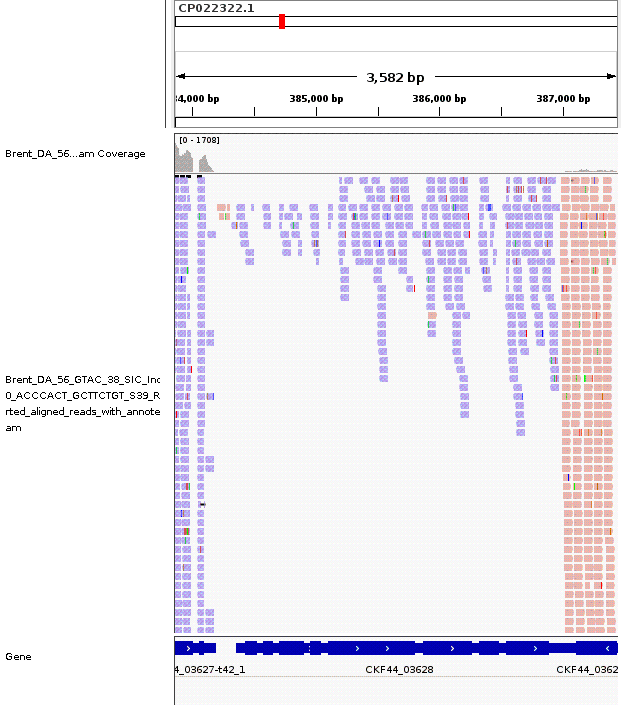 CP022322.1
3,582 bp
34,000 bp 385,000 bp 386,000 bp 387,000 bp
[0 - 1708]
Brent_DA_56...am Coverage
Brent_DA_56_GTAC_38_SIC_Inc
0_ACCCACT_GCTTCTGT_S39_R
rted_aligned_reads_with_annote
am
Gene
4_03627-t42_1 CKF44_03628 CKF44_0362